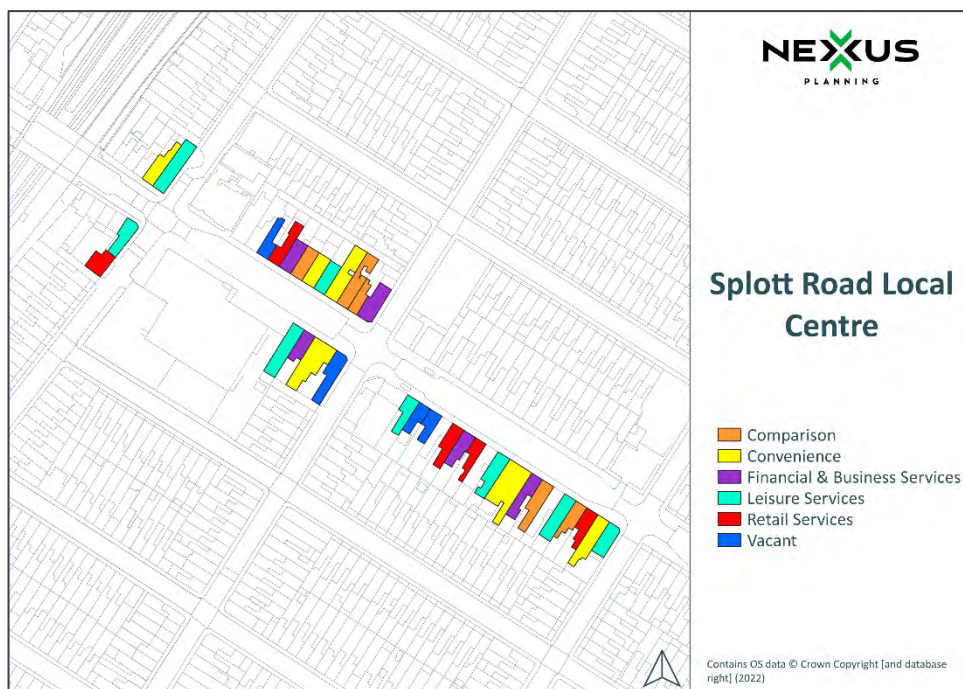 NEXUS
PLANNING
Splott Road Local
Centre
Comparison
Convenience
Financial & Business Services
Leisure Services
Retail Services
Vacant
Contains OS data © Crown Copyright [and database
right] (2022)